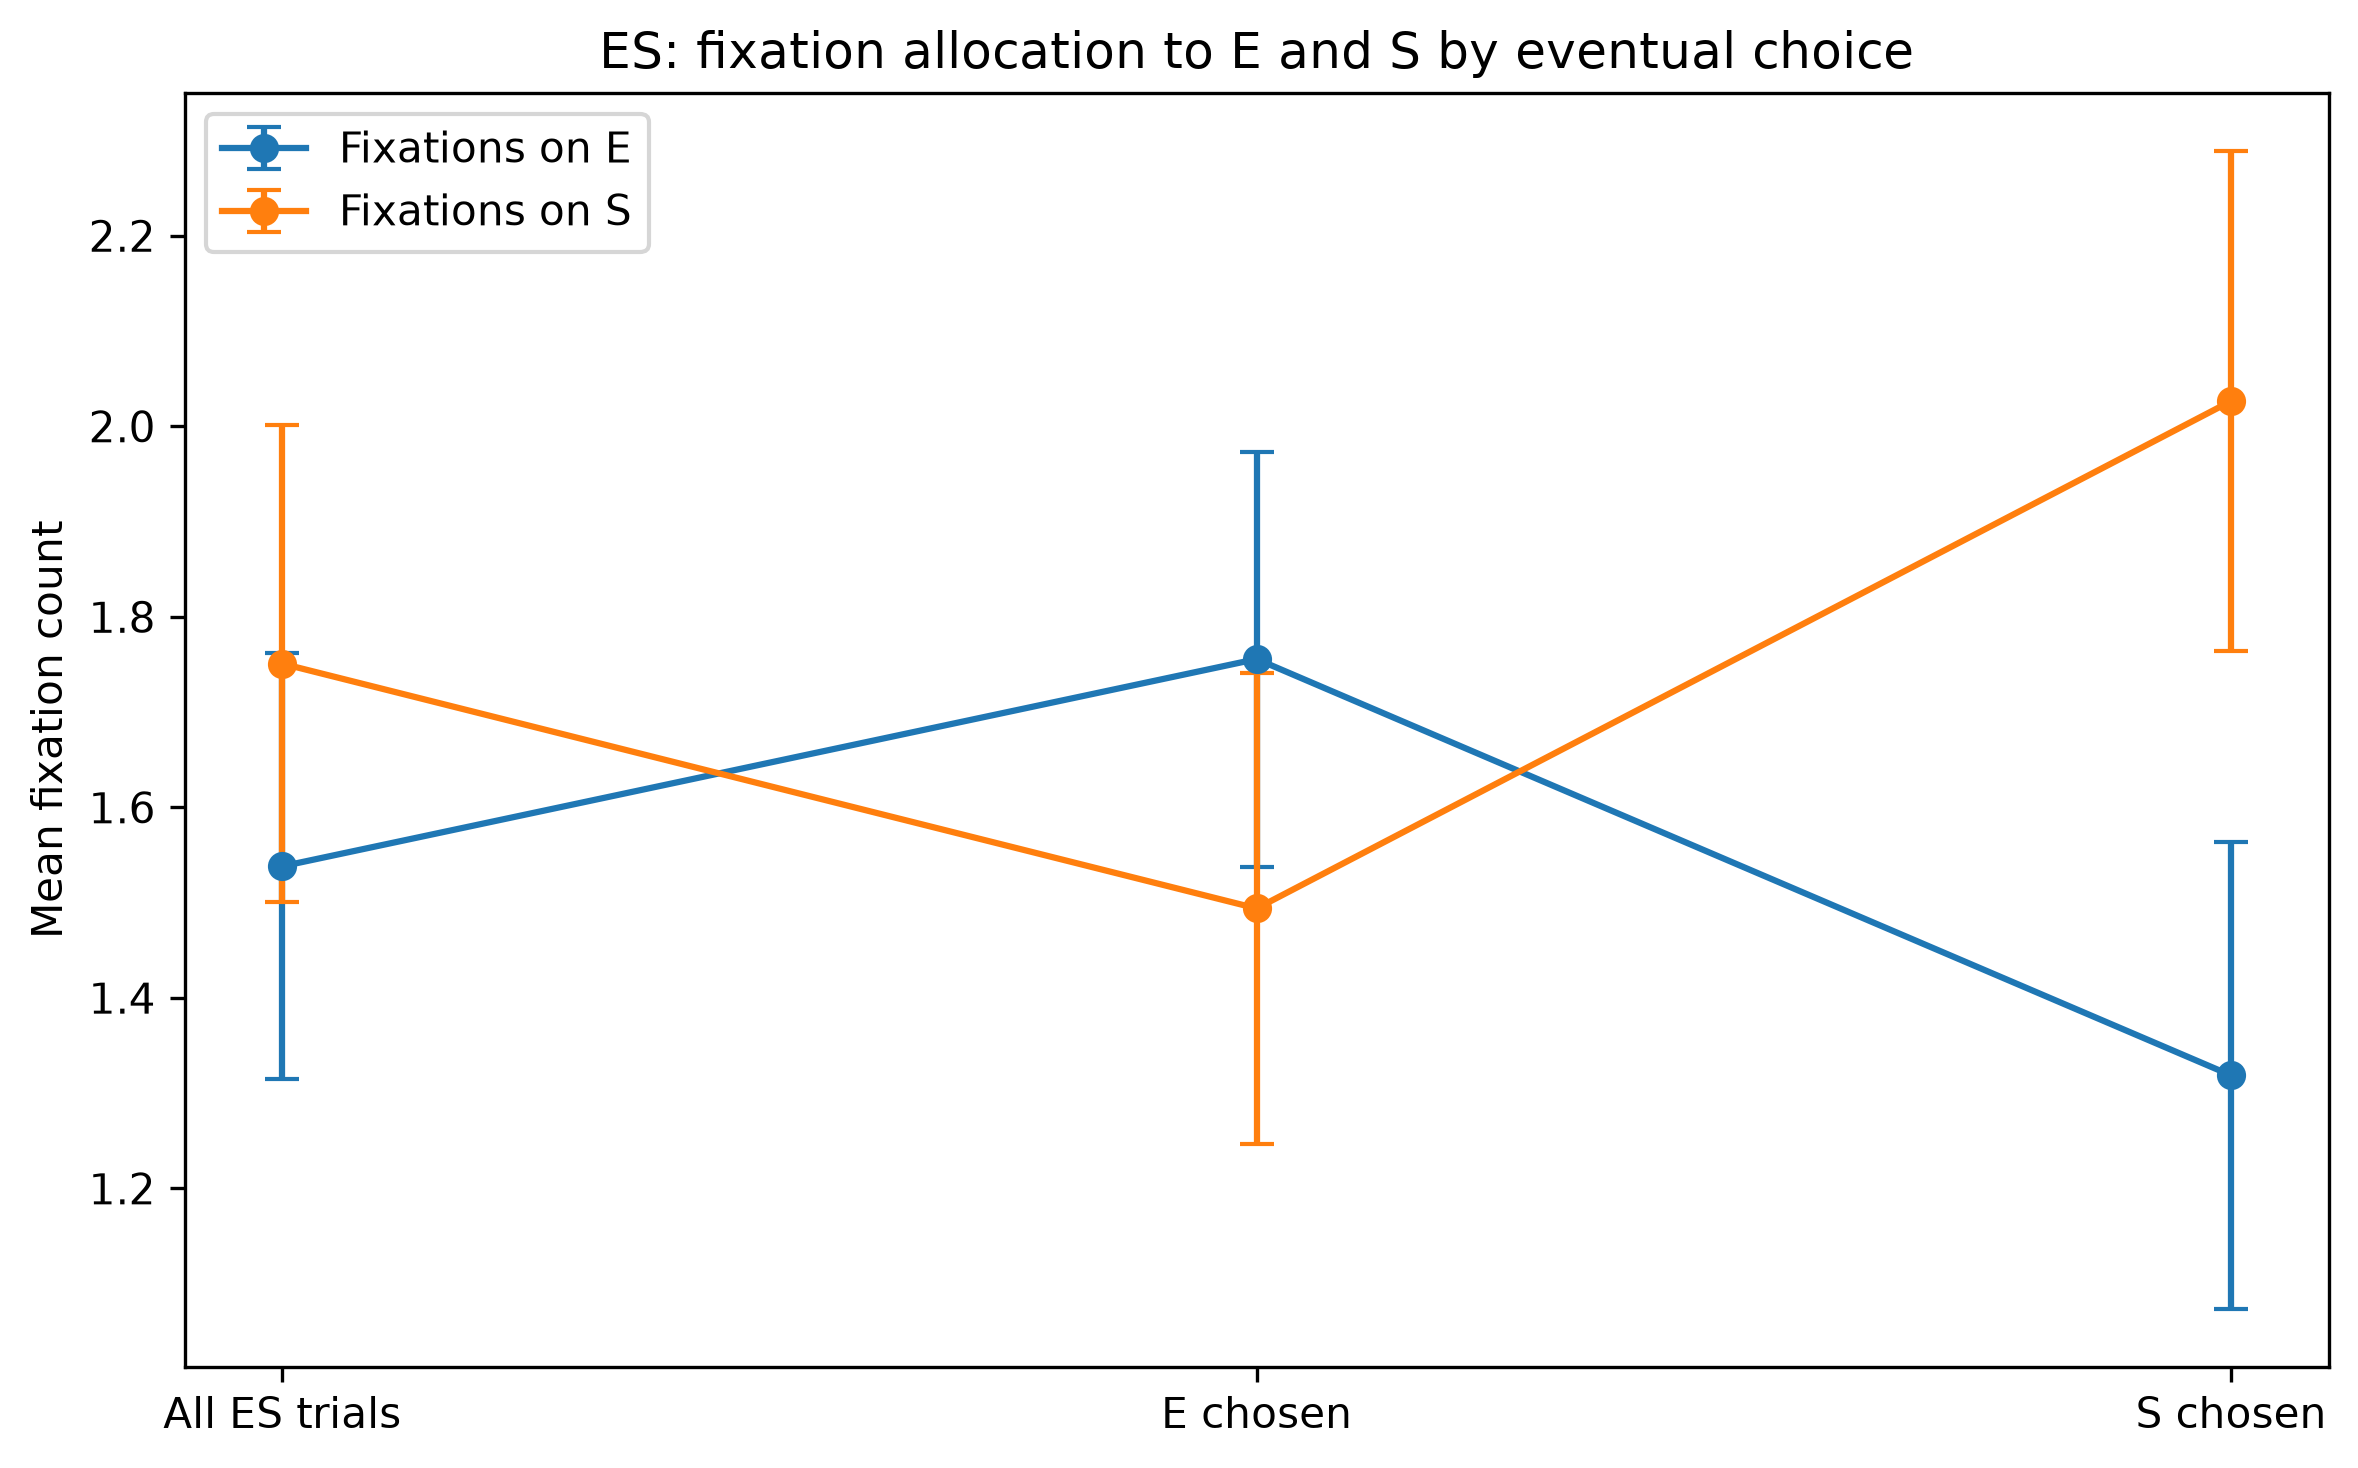 ES: fixation allocation to E and S by eventual choice
Fixations on E
Fixations on S
Mean fixation count
2.2
2.0
1.8
1.6
1.4
1.2
All ES trials
E chosen
S chosen